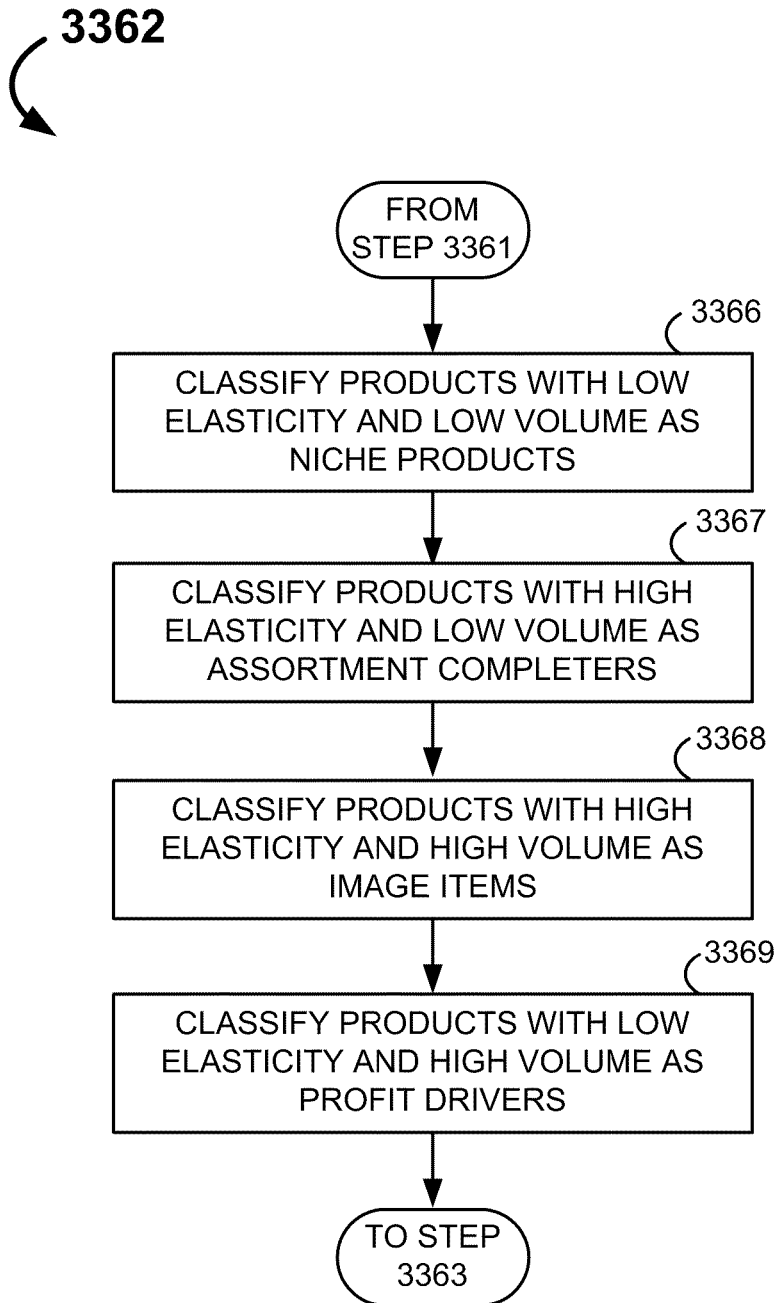 3362
FROM
STEP 3361
3366
CLASSIFY PRODUCTS WITH LOW
ELASTICITY AND LOW VOLUME AS
NICHE PRODUCTS
3367
CLASSIFY PRODUCTS WITH HIGH
ELASTICITY AND LOW VOLUME AS
ASSORTMENT COMPLETERS
3368
CLASSIFY PRODUCTS WITH HIGH
ELASTICITY AND HIGH VOLUME AS
IMAGE ITEMS
3369
CLASSIFY PRODUCTS WITH LOW
ELASTICITY AND HIGH VOLUME AS
PROFIT DRIVERS
TO STEP
3363